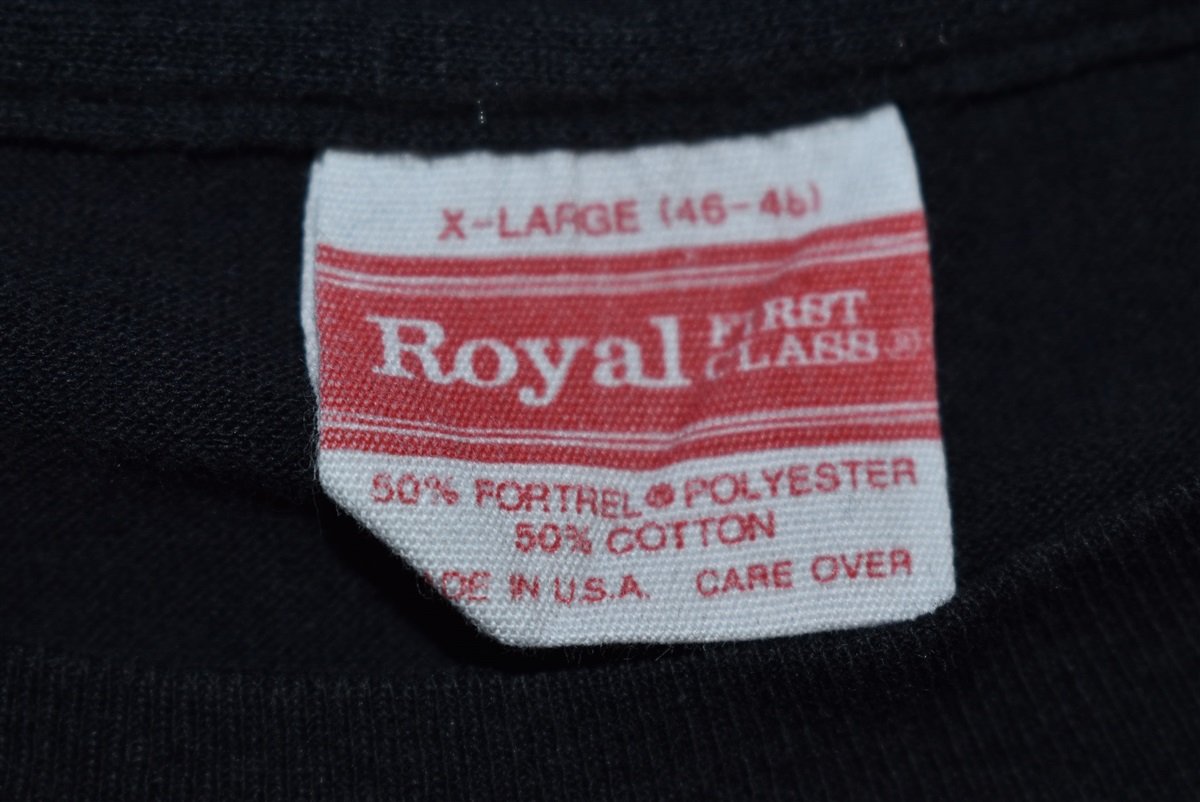 X-LARGE (46-48)
Royal FIRST CLASS
50% FORTREL® POLYESTER
50% COTTON
ADE IN U.S.A. CARE OVER